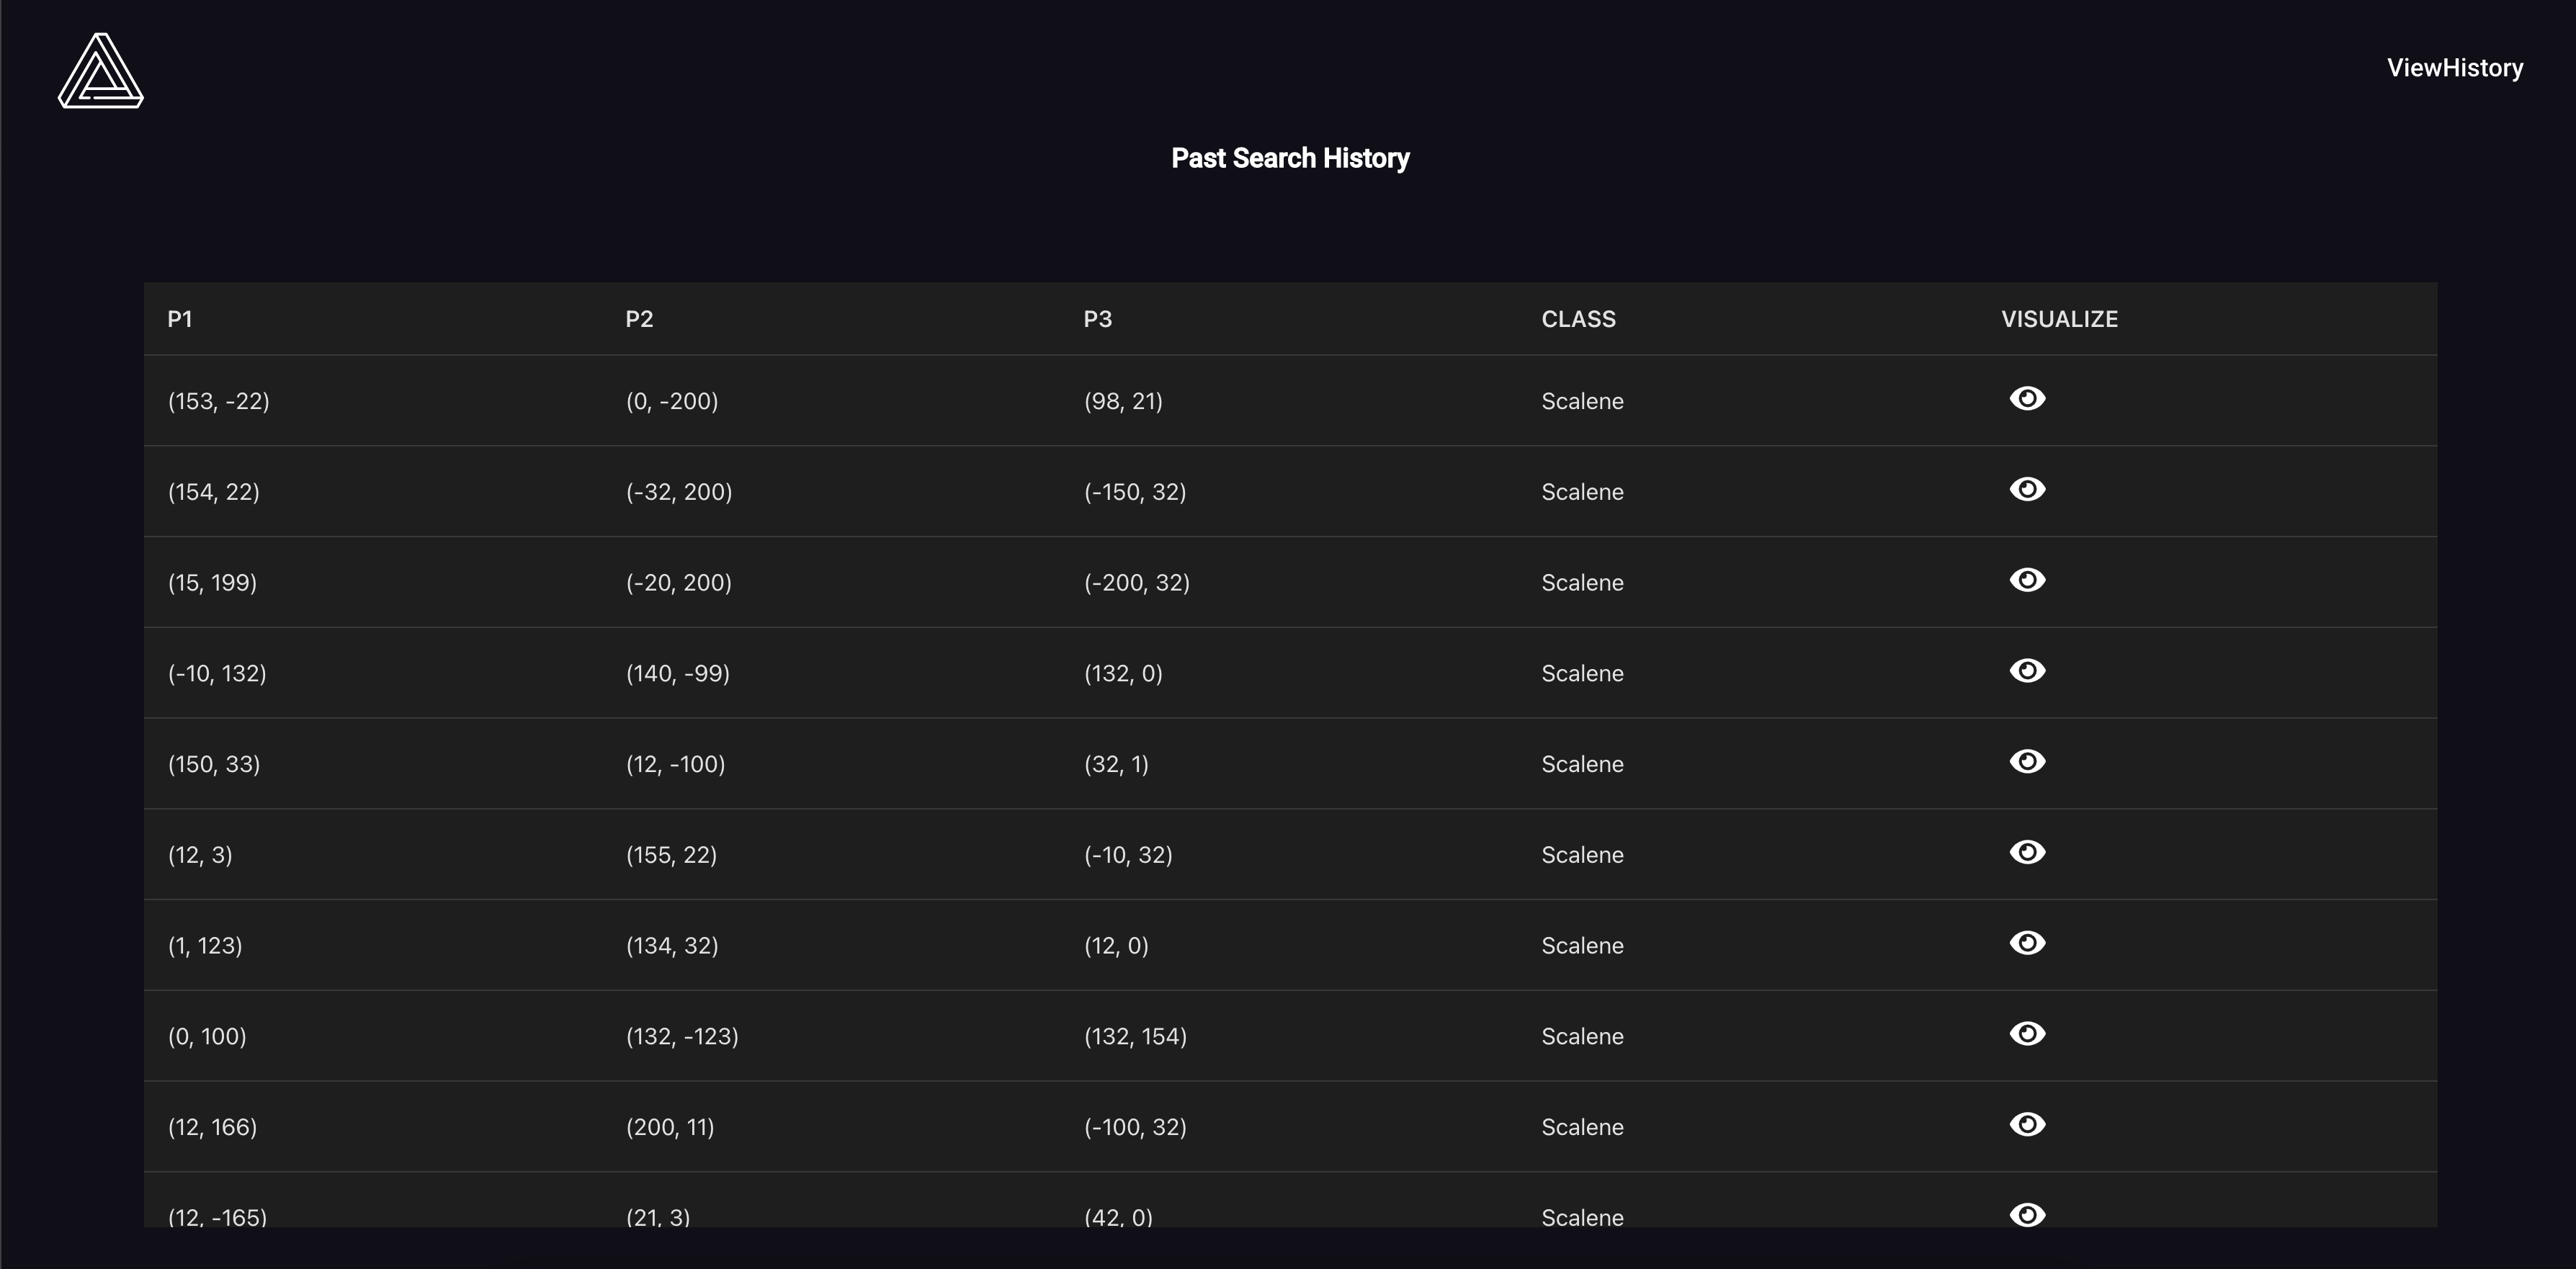 ViewHistory
Past Search History
P1 P2 P3 CLASS VISUALIZE
(153, -22) (0, -200) (98, 21) Scalene
(154, 22) (-32, 200) (-150, 32) Scalene
(15, 199) (-20, 200) (-200, 32) Scalene
(-10, 132) (140, -99) (132, 0) Scalene
(150, 33) (12, -100) (32, 1) Scalene
(12, 3) (155, 22) (-10, 32) Scalene
(1, 123) (134, 32) (12, 0) Scalene
(0, 100) (132, -123) (132, 154) Scalene
(12, 166) (200, 11) (-100, 32) Scalene
(12, -165) (21, 3) (42, 0) Scalene